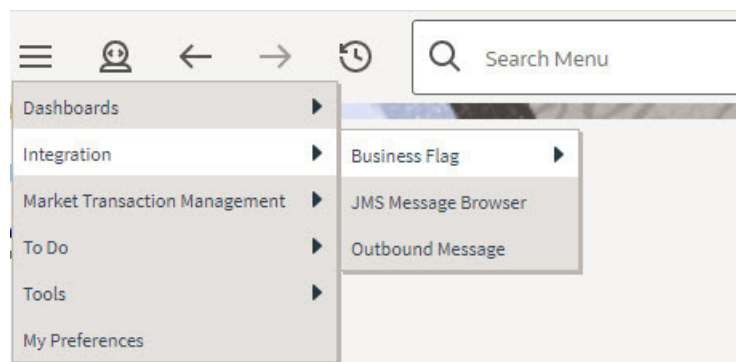 Search Menu
Dashboards
Integration
Market Transaction Management
To Do
Tools
My Preferences
Business Flag
JMS Message Browser
Outbound Message